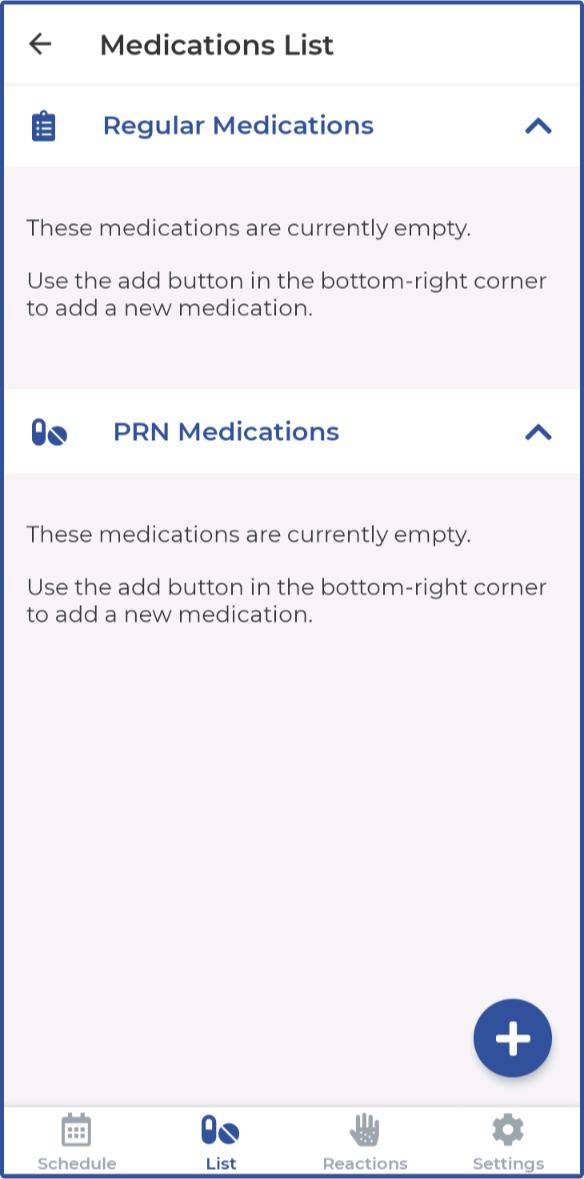 Medications List
Regular Medications
These medications are currently empty.
Use the add button in the bottom-right corner
to add a new medication.
PRN Medications
These medications are currently empty.
Use the add button in the bottom-right corner
to add a new medication.
Schedule
List
Reactions
Settings